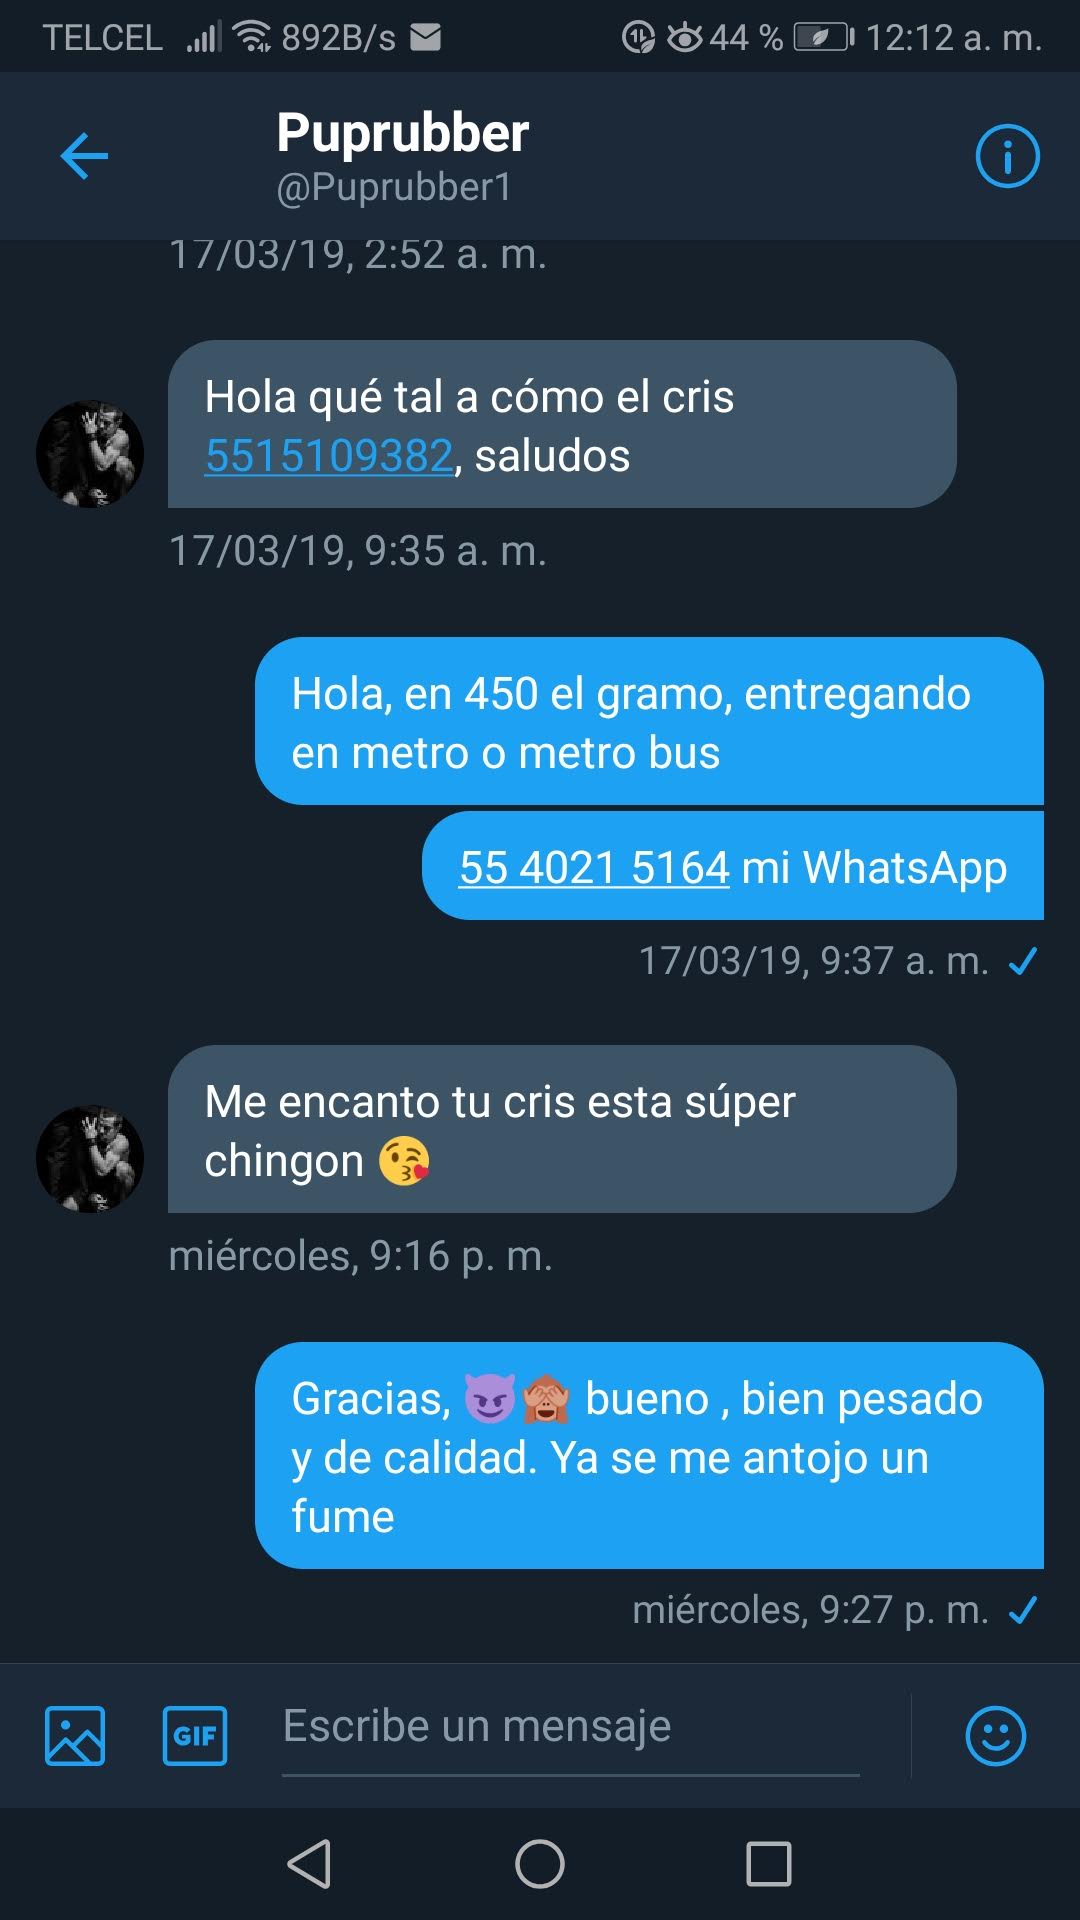 TELCEL 892B/s 44 % 12:12 a. m.
Puprubber
@Puprubber1
17/03/19, 2:52 a. m.
Hola qué tal a cómo el cris
5515109382, saludos
17/03/19, 9:35 a. m.
Hola, en 450 el gramo, entregando
en metro o metro bus
55 4021 5164 mi WhatsApp
17/03/19, 9:37 a. m.
Me encanto tu cris esta súper
chingon 😘
miércoles, 9:16 p. m.
Gracias, 😈🙈 bueno , bien pesado
y de calidad. Ya se me antojo un
fume
miércoles, 9:27 p. m.
GIF Escribe un mensaje